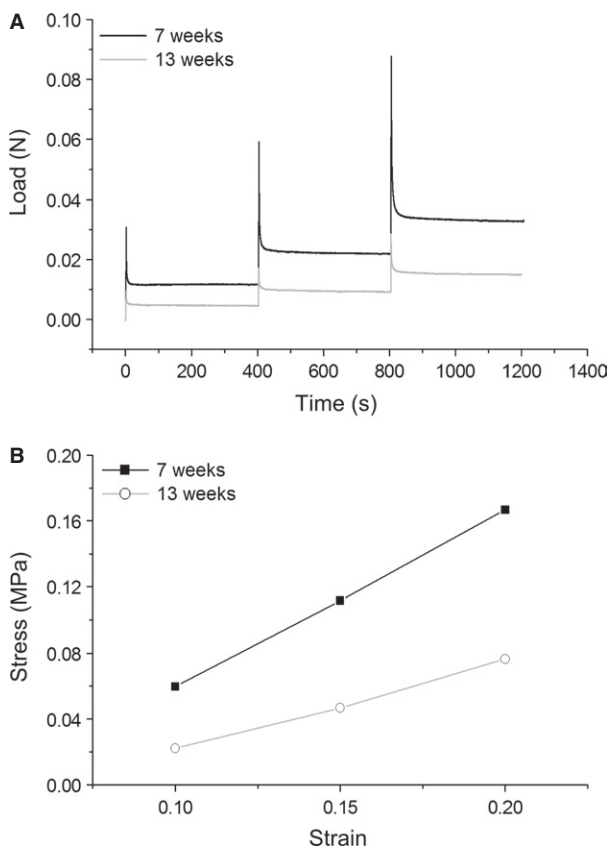 A
0.10
7 weeks
13 weeks
0.08
0.06
Load (N)
0.04
0.02
0.00
0 200 400 600 800 1000 1200 1400
Time (s)
B
0.20
7 weeks
13 weeks
0.16
0.12
Stress (MPa)
0.08
0.04
0.00
0.10 0.15 0.20
Strain